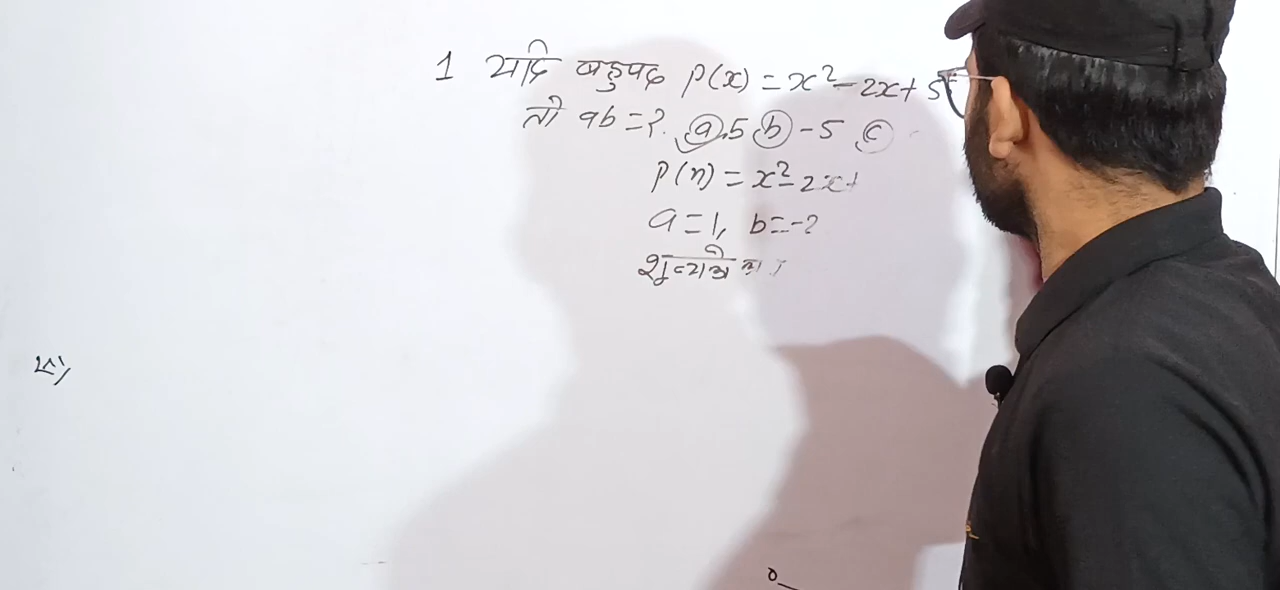 1 यदि बहुपद P(x) = x² - 2x + 5
तो ab = ?. (a) 5 (b) - 5 (c)
P(n) = x² - 2x +
a = 1, b = -2
शुन्यांको का